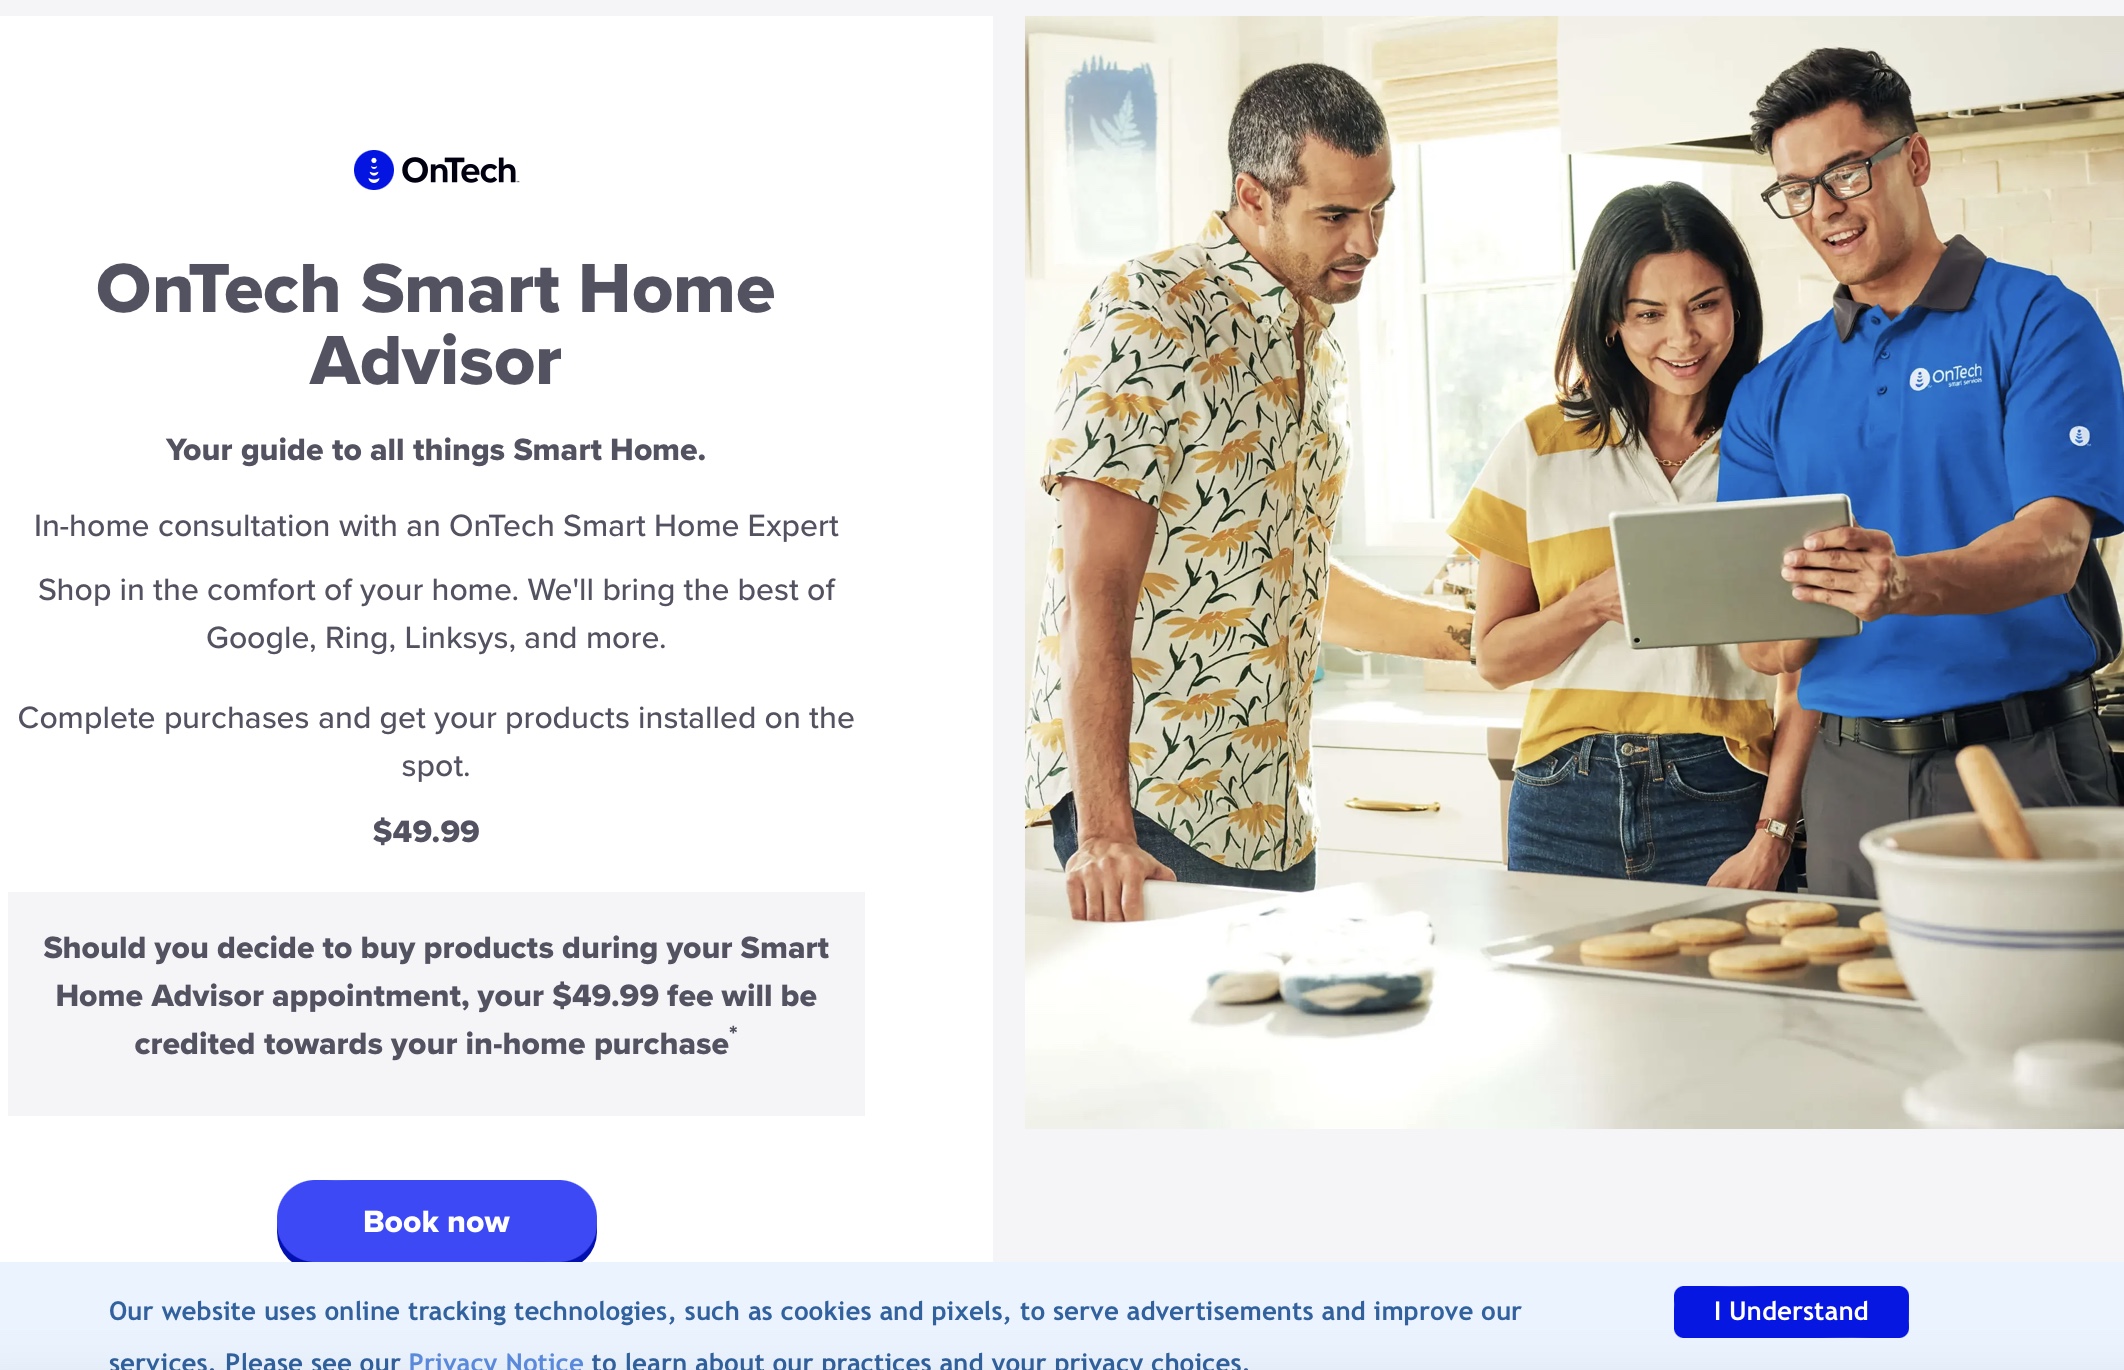 OnTech
OnTech Smart Home
Advisor
Your guide to all things Smart Home.
In-home consultation with an OnTech Smart Home Expert
Shop in the comfort of your home. We'll bring the best of
Google, Ring, Linksys, and more.
Complete purchases and get your products installed on the
spot.
$49.99
Should you decide to buy products during your Smart
Home Advisor appointment, your $49.99 fee will be
credited towards your in-home purchase*
Book now
OnTech
smart services
Our website uses online tracking technologies, such as cookies and pixels, to serve advertisements and improve our
services. Please see our Privacy Notice to learn about our practices and your privacy choices.
I Understand